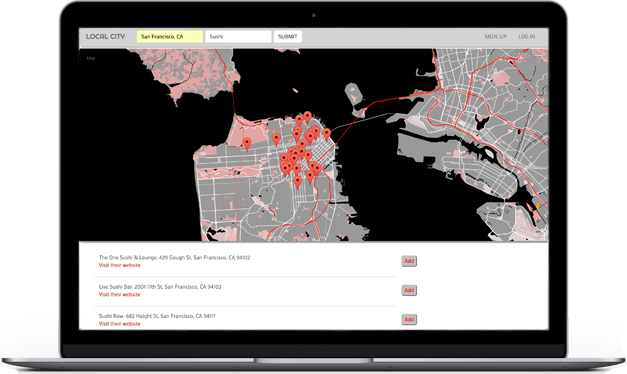 LOCAL CITY
San Francisco, CA
Sushi
SUBMIT
SIGN UP
LOG IN
Map
The One Sushi & Lounge: 429 Gough St, San Francisco, CA 94102
Visit their website
Add
Live Sushi Bar: 2001 17th St, San Francisco, CA 94103
Visit their website
Add
Sushi Raw: 682 Haight St, San Francisco, CA 94117
Visit their website
Add